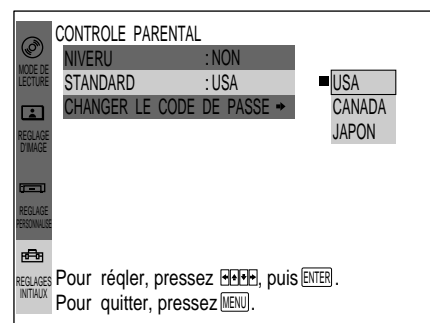 CONTROLE PARENTAL
MODE DE
LECTURE
REGLAGE
D'IMAGE
REGLAGE
PERSONNALISE
REGLAGES
INITIAUX
NIVERU : NON
STANDARD : USA
CHANGER LE CODE DE PASSE
USA
CANADA
JAPON
Pour réqler, pressez , puis ENTER.
Pour quitter, pressez MENU.